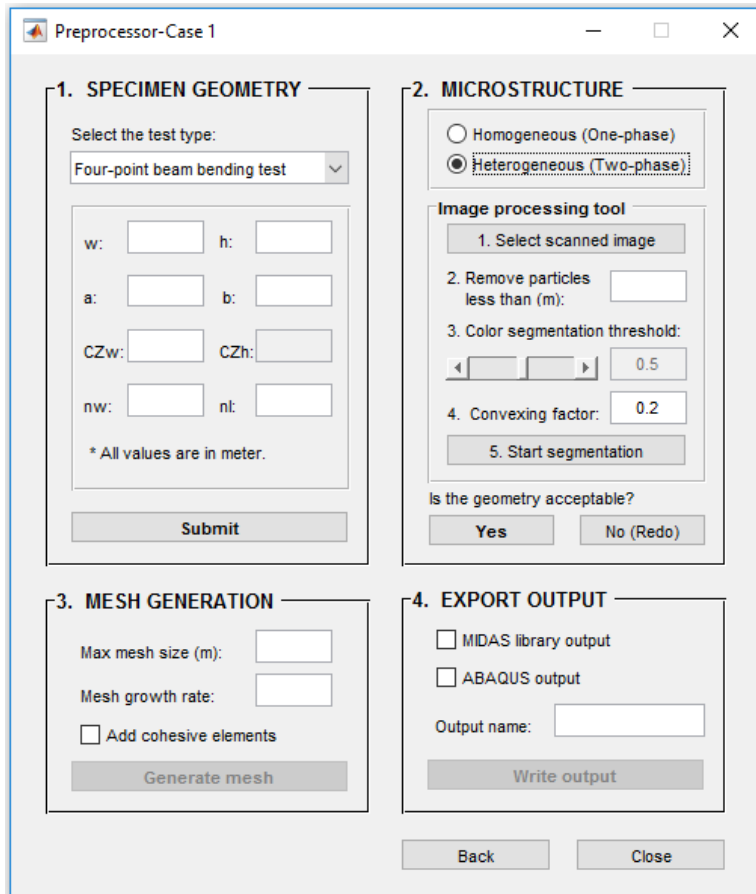 Preprocessor-Case 1
1. SPECIMEN GEOMETRY
Select the test type:
Four-point beam bending test
w:
h:
a:
b:
CZw:
CZh:
nw:
nl:
* All values are in meter.
Submit
2. MICROSTRUCTURE
Homogeneous (One-phase)
Heterogeneous (Two-phase)
Image processing tool
1. Select scanned image
2. Remove particles
less than (m):
3. Color segmentation threshold:
0.5
4. Convexing factor:
0.2
5. Start segmentation
Is the geometry acceptable?
Yes
No (Redo)
3. MESH GENERATION
Max mesh size (m):
Mesh growth rate:
Add cohesive elements
Generate mesh
4. EXPORT OUTPUT
MIDAS library output
ABAQUS output
Output name:
Write output
Back
Close